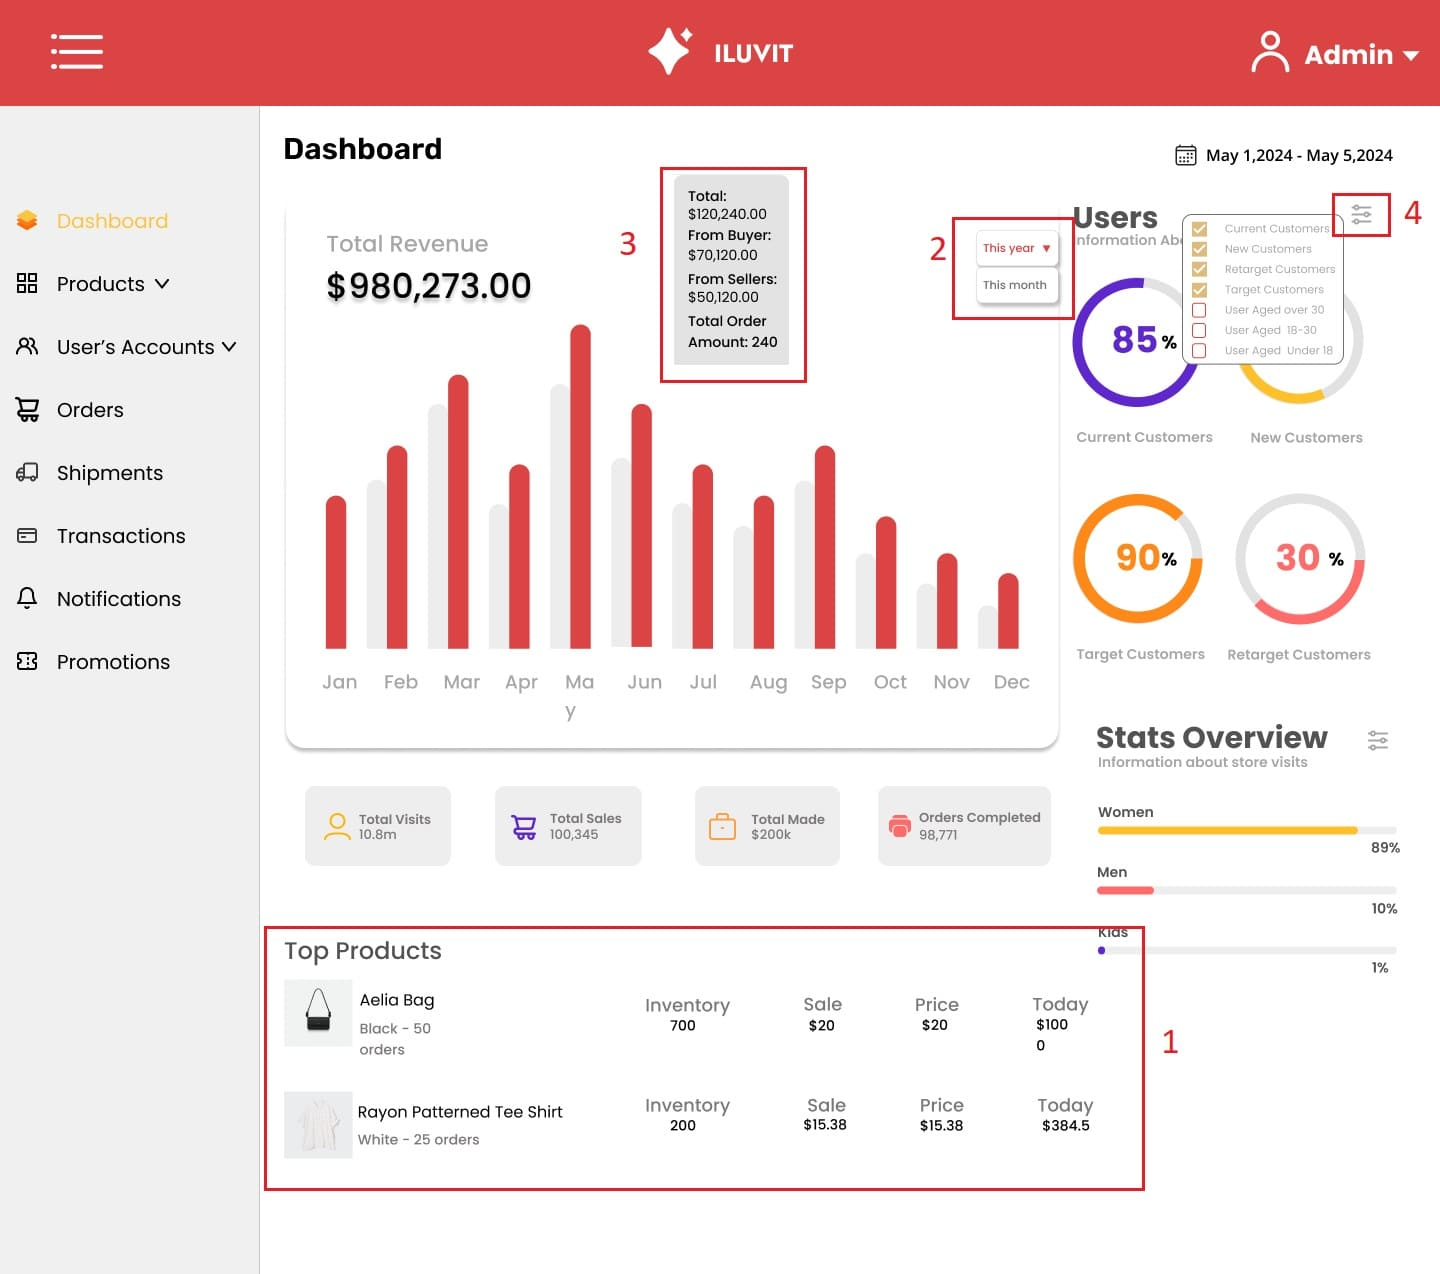 ILUVIT
Admin
Dashboard
May 1,2024 - May 5,2024
Dashboard
Products
User's Accounts
Orders
Shipments
Transactions
Notifications
Promotions
Total Revenue
$980,273.00
3
Total:
$120,240.00
From Buyer:
$70,120.00
From Sellers:
$50,120.00
Total Order
Amount: 240
2
This year
This month
Jan Feb Mar Apr Ma Jun Jul Aug Sep Oct Nov Dec
y
Users
nformation Ab
4
Current Customers
New Customers
Retarget Customers
Target Customers
User Aged over 30
User Aged 18-30
User Aged Under 18
85 %
Current Customers
New Customers
90%
30 %
Target Customers
Retarget Customers
Total Visits
10.8m
Total Sales
100,345
Total Made
$200k
Orders Completed
98,771
Stats Overview
Information about store visits
Women
89%
Men
10%
Kids
1%
Top Products
Aelia Bag
Black - 50
orders
Inventory
700
Sale
$20
Price
$20
Today
$100
0
1
Rayon Patterned Tee Shirt
White - 25 orders
Inventory
200
Sale
$15.38
Price
$15.38
Today
$384.5